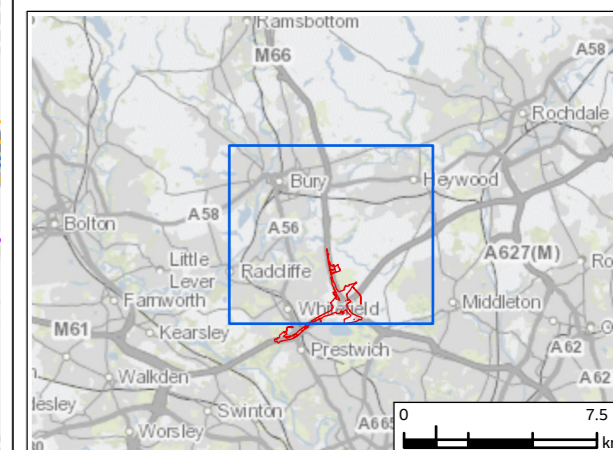 Ramsbottom
M66
A58
Rochdale
Bury
Heywood
Bolton
A58
A56
A627(M)
Little
Lever
Radcliffe
Farnworth
Whitefield
Middleton
M61
Kearsley
Prestwich
A62
Walkden
A62
Swinton
Worsley
0
7.5